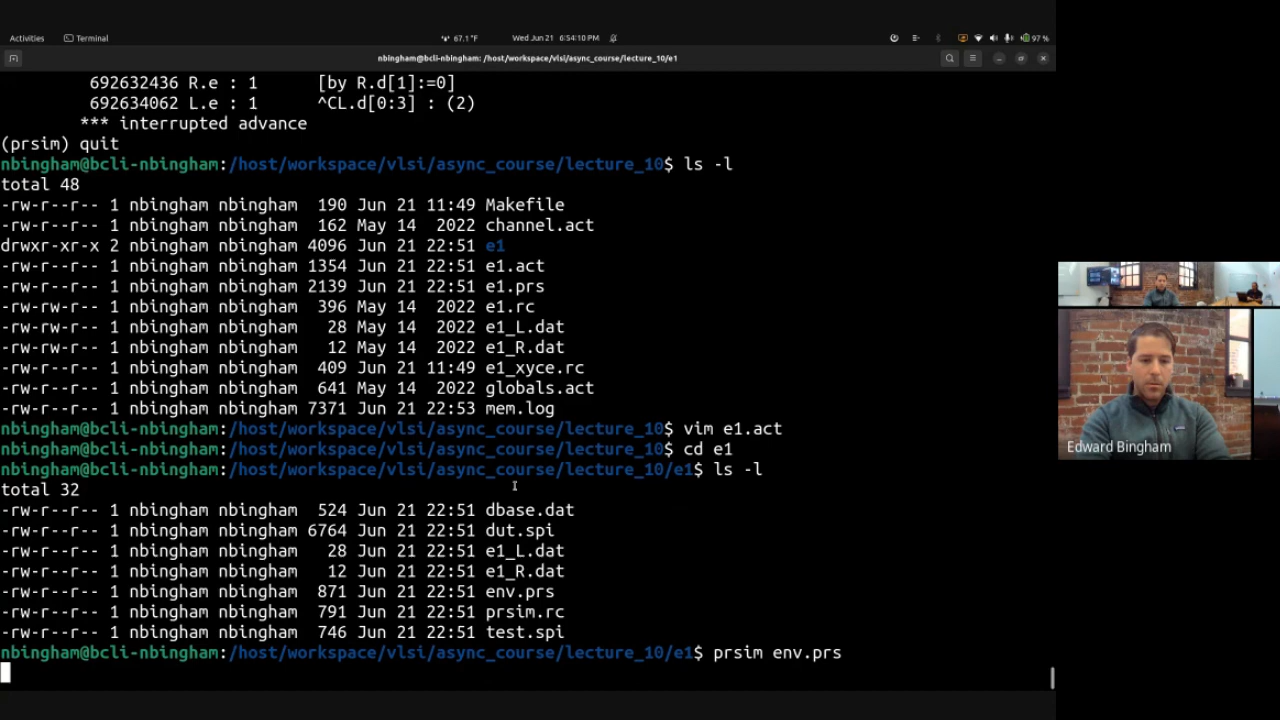 Activities Terminal 67.1 °F Wed Jun 21 6:54:10 PM 97 %
nbingham@bcli-nbingham: /host/workspace/vlsi/async_course/lecture_10/e1
692632436 R.e : 1 [by R.d[1]:=0]
692634062 L.e : 1 ^CL.d[0:3] : (2)
*** interrupted advance
(prsim) quit
nbingham@bcli-nbingham:/host/workspace/vlsi/async_course/lecture_10$ ls -l
total 48
-rw-r--r-- 1 nbingham nbingham 190 Jun 21 11:49 Makefile
-rw-r--r-- 1 nbingham nbingham 162 May 14 2022 channel.act
drwxr-xr-x 2 nbingham nbingham 4096 Jun 21 22:51 e1
-rw-r--r-- 1 nbingham nbingham 1354 Jun 21 22:51 e1.act
-rw-r--r-- 1 nbingham nbingham 2139 Jun 21 22:51 e1.prs
-rw-rw-r-- 1 nbingham nbingham 396 May 14 2022 e1.rc
-rw-rw-r-- 1 nbingham nbingham 28 May 14 2022 e1_L.dat
-rw-rw-r-- 1 nbingham nbingham 12 May 14 2022 e1_R.dat
-rw-r--r-- 1 nbingham nbingham 409 Jun 21 11:49 e1_xyce.rc
-rw-r--r-- 1 nbingham nbingham 641 May 14 2022 globals.act
-rw-r--r-- 1 nbingham nbingham 7371 Jun 21 22:53 mem.log
nbingham@bcli-nbingham:/host/workspace/vlsi/async_course/lecture_10$ vim e1.act
nbingham@bcli-nbingham:/host/workspace/vlsi/async_course/lecture_10$ cd e1
nbingham@bcli-nbingham:/host/workspace/vlsi/async_course/lecture_10/e1$ ls -l
total 32
-rw-r--r-- 1 nbingham nbingham 524 Jun 21 22:51 dbase.dat
-rw-r--r-- 1 nbingham nbingham 6764 Jun 21 22:51 dut.spi
-rw-r--r-- 1 nbingham nbingham 28 Jun 21 22:51 e1_L.dat
-rw-r--r-- 1 nbingham nbingham 12 Jun 21 22:51 e1_R.dat
-rw-r--r-- 1 nbingham nbingham 871 Jun 21 22:51 env.prs
-rw-r--r-- 1 nbingham nbingham 791 Jun 21 22:51 prsim.rc
-rw-r--r-- 1 nbingham nbingham 746 Jun 21 22:51 test.spi
nbingham@bcli-nbingham:/host/workspace/vlsi/async_course/lecture_10/e1$ prsim env.prs
Edward Bingham